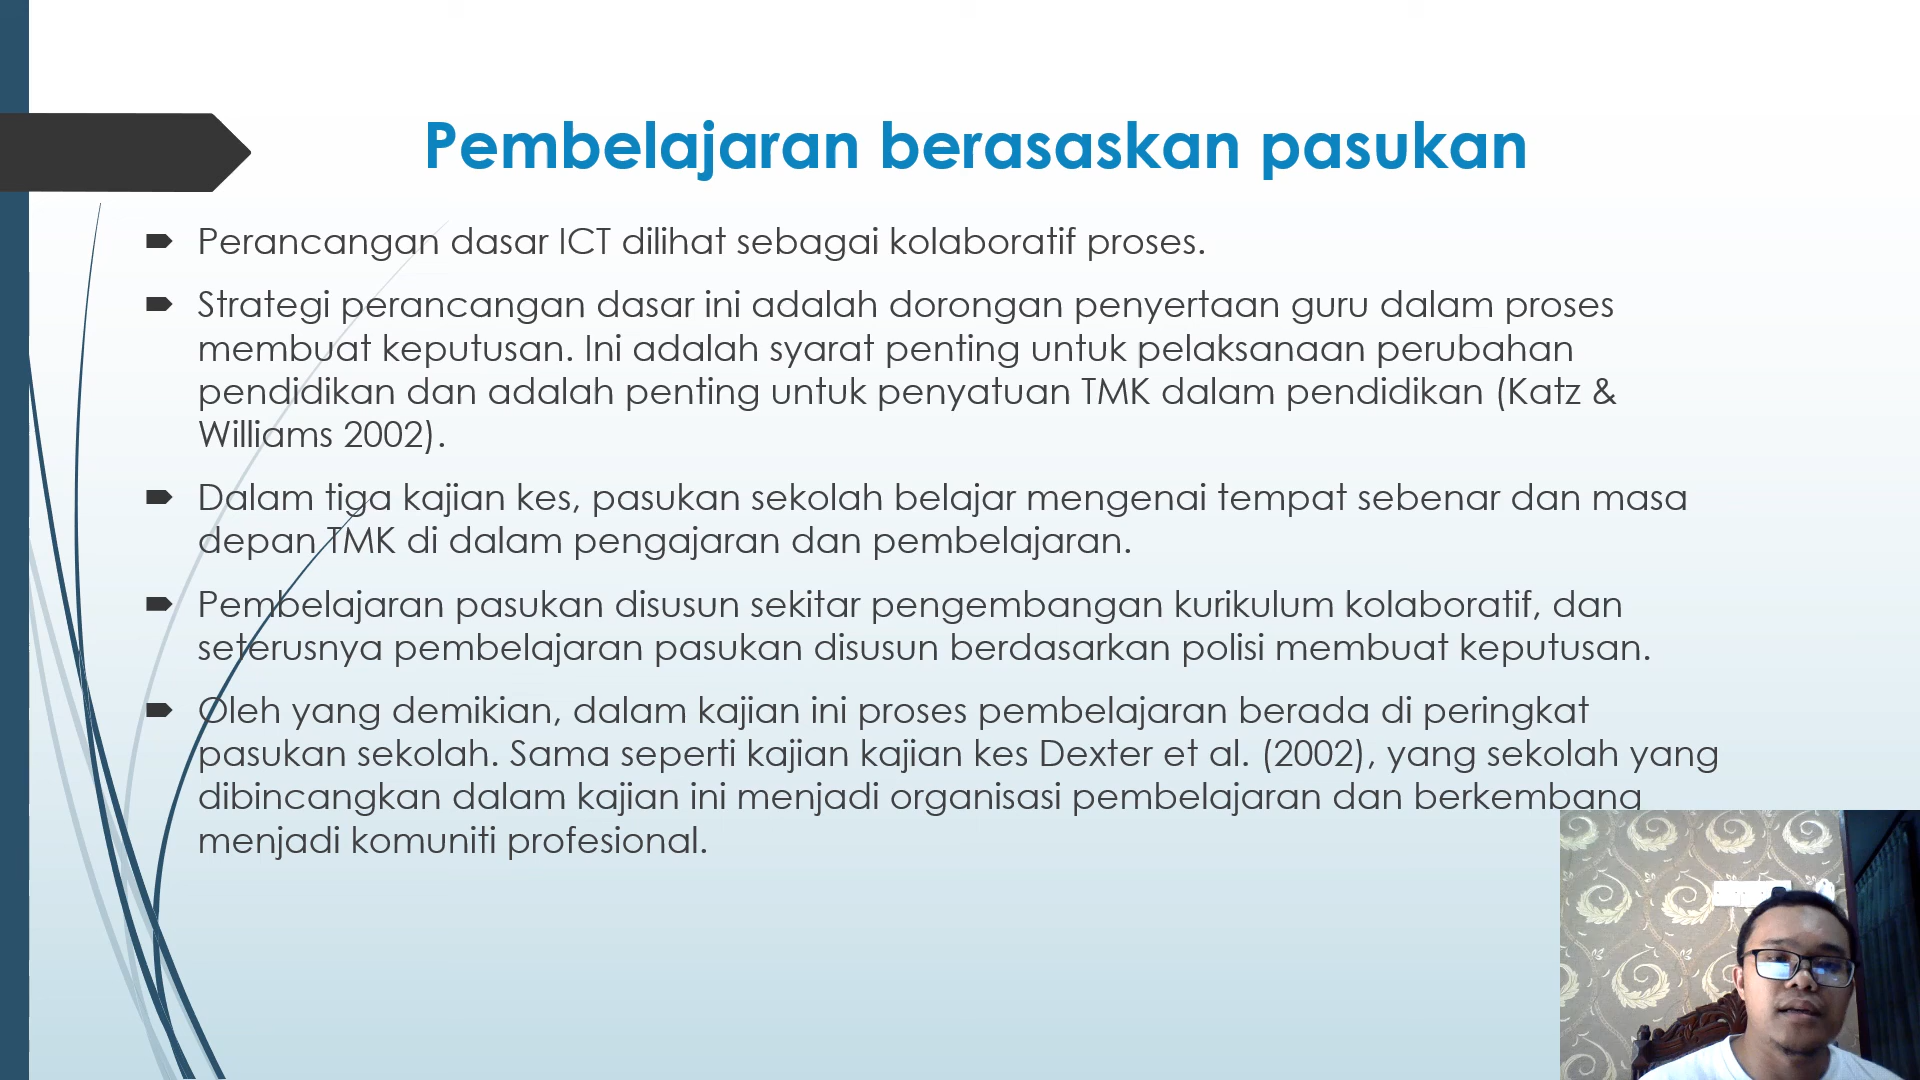 Pembelajaran berasaskan pasukan
Perancangan dasar ICT dilihat sebagai kolaboratif proses.
Strategi perancangan dasar ini adalah dorongan penyertaan guru dalam proses
membuat keputusan. Ini adalah syarat penting untuk pelaksanaan perubahan
pendidikan dan adalah penting untuk penyatuan TMK dalam pendidikan (Katz &
Williams 2002).
Dalam tiga kajian kes, pasukan sekolah belajar mengenai tempat sebenar dan masa
depan TMK di dalam pengajaran dan pembelajaran.
Pembelajaran pasukan disusun sekitar pengembangan kurikulum kolaboratif, dan
seterusnya pembelajaran pasukan disusun berdasarkan polisi membuat keputusan.
Oleh yang demikian, dalam kajian ini proses pembelajaran berada di peringkat
pasukan sekolah. Sama seperti kajian kajian kes Dexter et al. (2002), yang sekolah yang
dibincangkan dalam kajian ini menjadi organisasi pembelajaran dan berkembang
menjadi komuniti profesional.